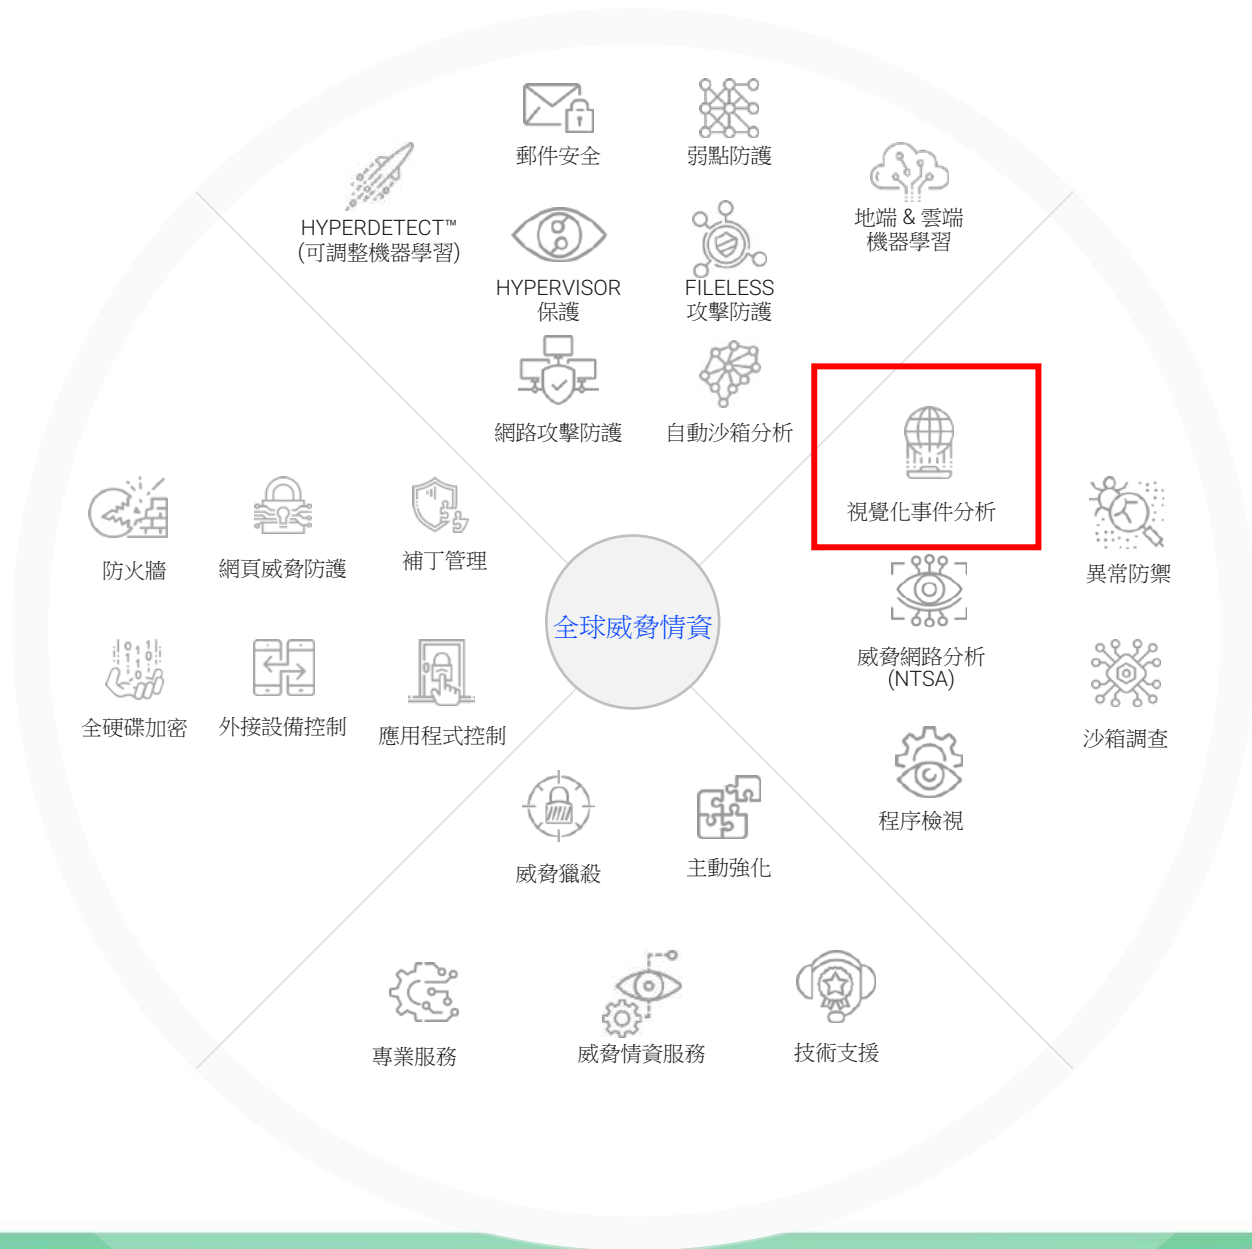 郵件安全
弱點防護
HYPERDETECT™
(可調整機器學習)
地端 & 雲端
機器學習
HYPERVISOR
保護
FILELESS
攻擊防護
網路攻擊防護
自動沙箱分析
視覺化事件分析
防火牆
網頁威脅防護
補丁管理
異常防禦
全球威脅情資
威脅網路分析
(NTSA)
全硬碟加密
外接設備控制
應用程式控制
沙箱調查
程序檢視
威脅獵殺
主動強化
專業服務
威脅情資服務
技術支援